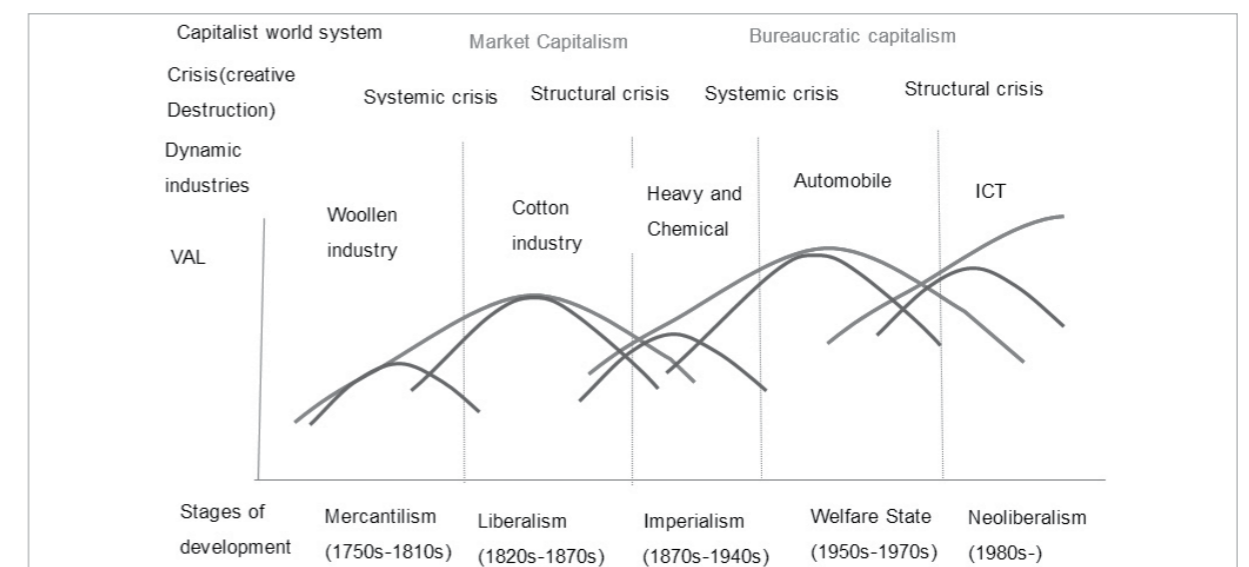 Capitalist world system
Market Capitalism
Bureaucratic capitalism
Crisis(creative
Destruction)
Systemic crisis
Structural crisis
Systemic crisis
Structural crisis
Dynamic
industries
Woollen
industry
Cotton
industry
Heavy and
Chemical
Automobile
ICT
VAL
Stages of
development
Mercantilism
(1750s-1810s)
Liberalism
(1820s-1870s)
Imperialism
(1870s-1940s)
Welfare State
(1950s-1970s)
Neoliberalism
(1980s-)